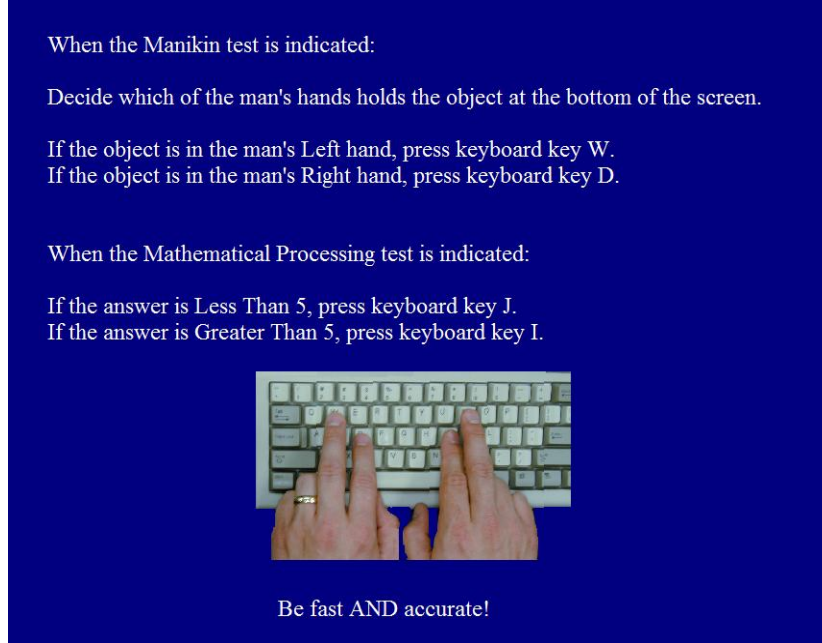 When the Manikin test is indicated:
Decide which of the man's hands holds the object at the bottom of the screen.
If the object is in the man's Left hand, press keyboard key W.
If the object is in the man's Right hand, press keyboard key D.
When the Mathematical Processing test is indicated:
If the answer is Less Than 5, press keyboard key J.
If the answer is Greater Than 5, press keyboard key I.
Be fast AND accurate!